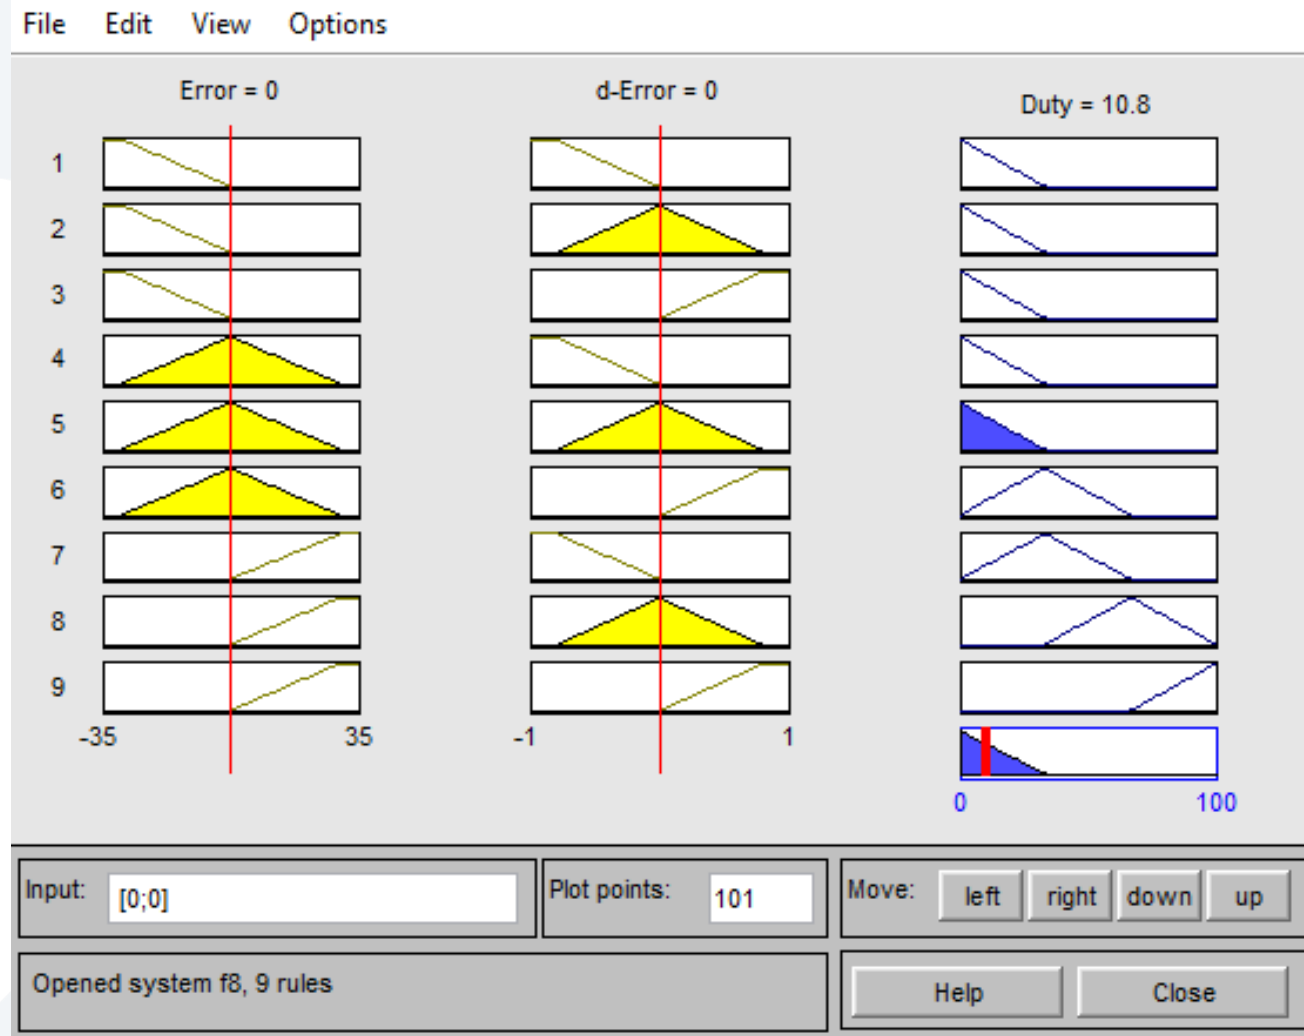 File Edit View Options
Error = 0 d-Error = 0 Duty = 10.8
1
2
3
4
5
6
7
8
9
-35 35 -1 1
0 100
Input: [0;0] Plot points: 101 Move: left right down up
Opened system f8, 9 rules Help Close